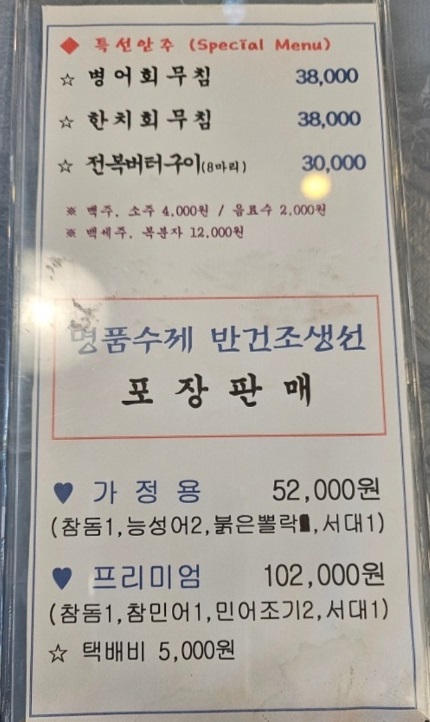 ◆ 특선안주 (Special Menu)
☆ 병어회무침 38,000
☆ 한치회무침 38,000
☆ 전복버터구이(8마리) 30,000
※ 맥주. 소주 4,000원 / 음료수 2,000원
※ 백세주. 복분자 12,000원
명품수제 반건조생선
포장판매
♥ 가정용 52,000원
(참돔1,능성어2,붉은뽈락,서대1)
♥ 프리미엄 102,000원
(참돔1,참민어1,민어조기2,서대1)
☆ 택배비 5,000원